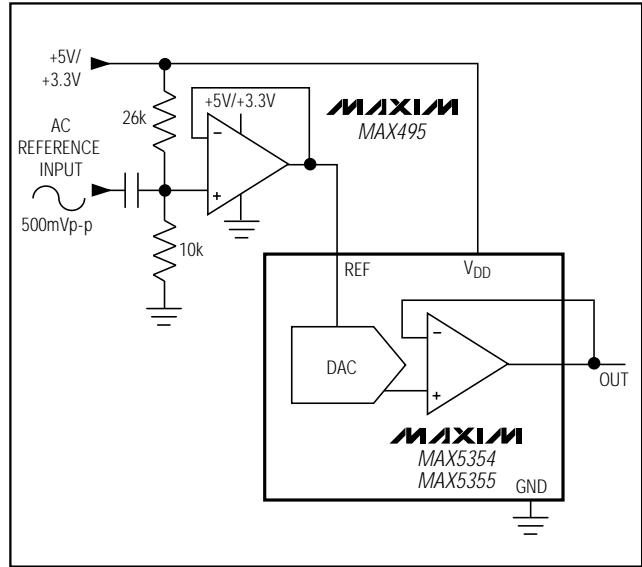 +5V/
+3.3V
AC
REFERENCE
INPUT
500mVp-p
26k
10k
+5V/+3.3V
−
+
MAXIM
MAX495
REF
VDD
DAC
−
+
OUT
MAXIM
MAX5354
MAX5355
GND